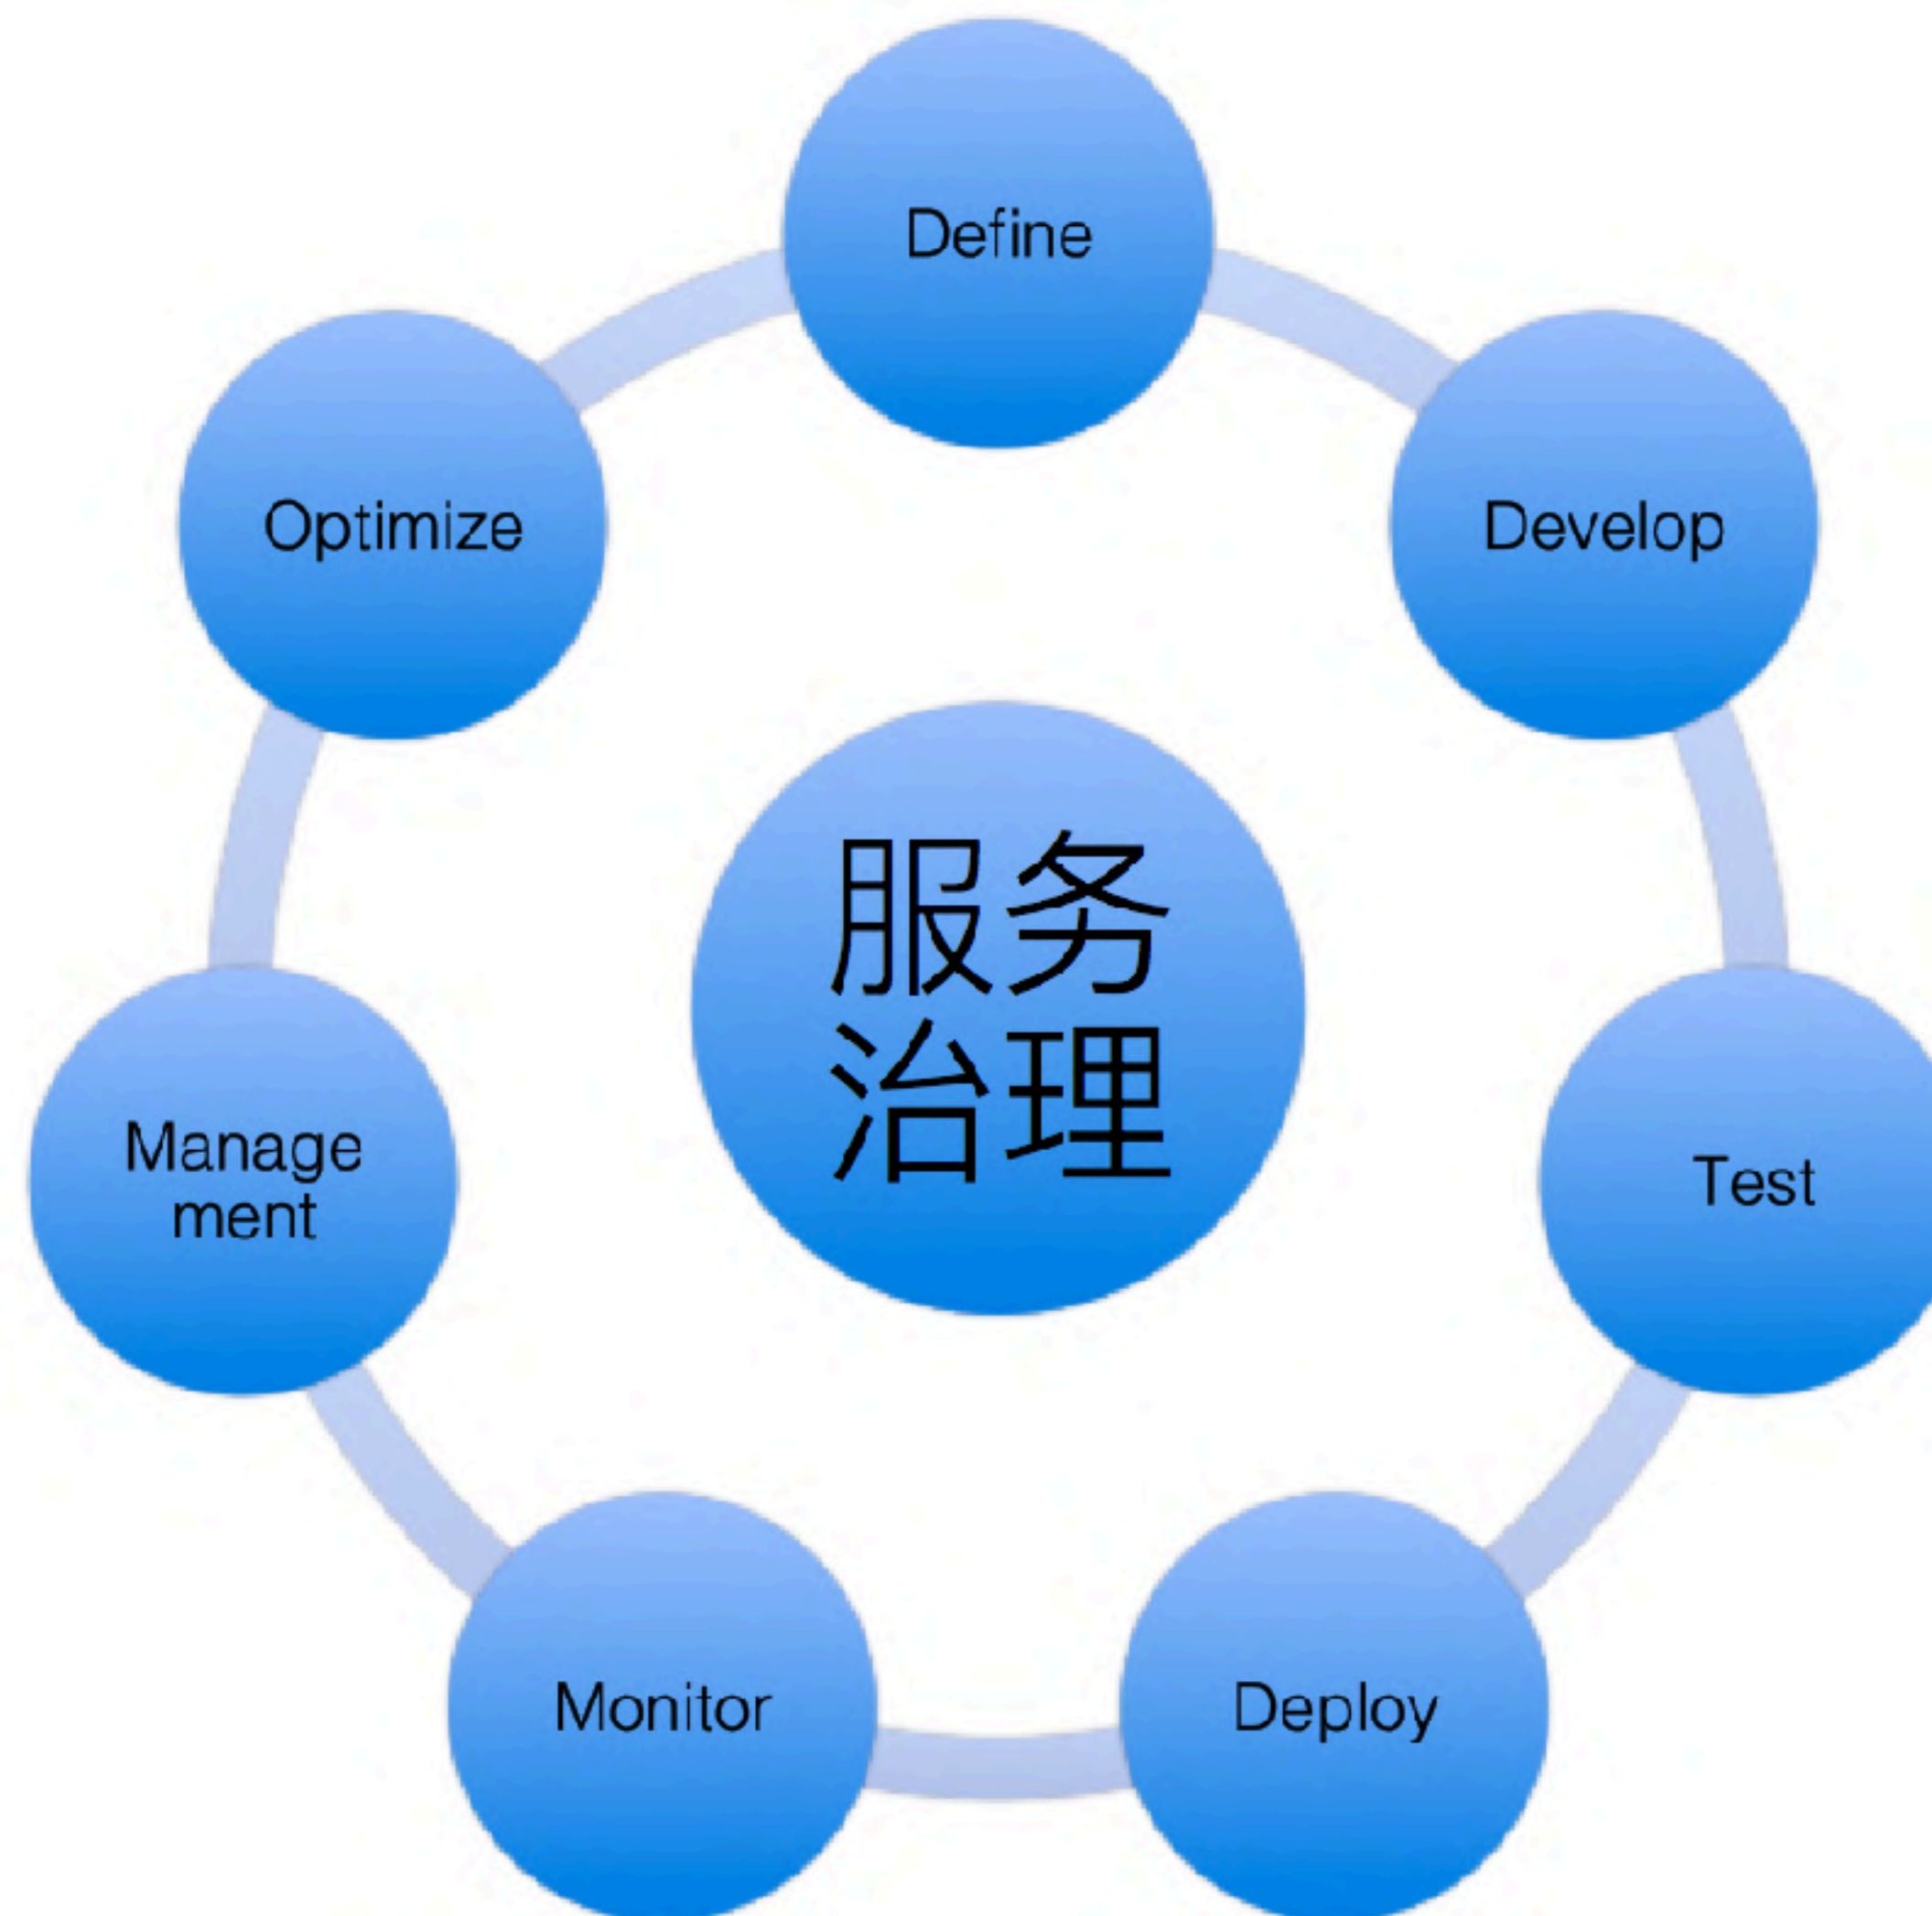 Define
Develop
Test
Deploy
Monitor
Manage
ment
Optimize
服务
治理